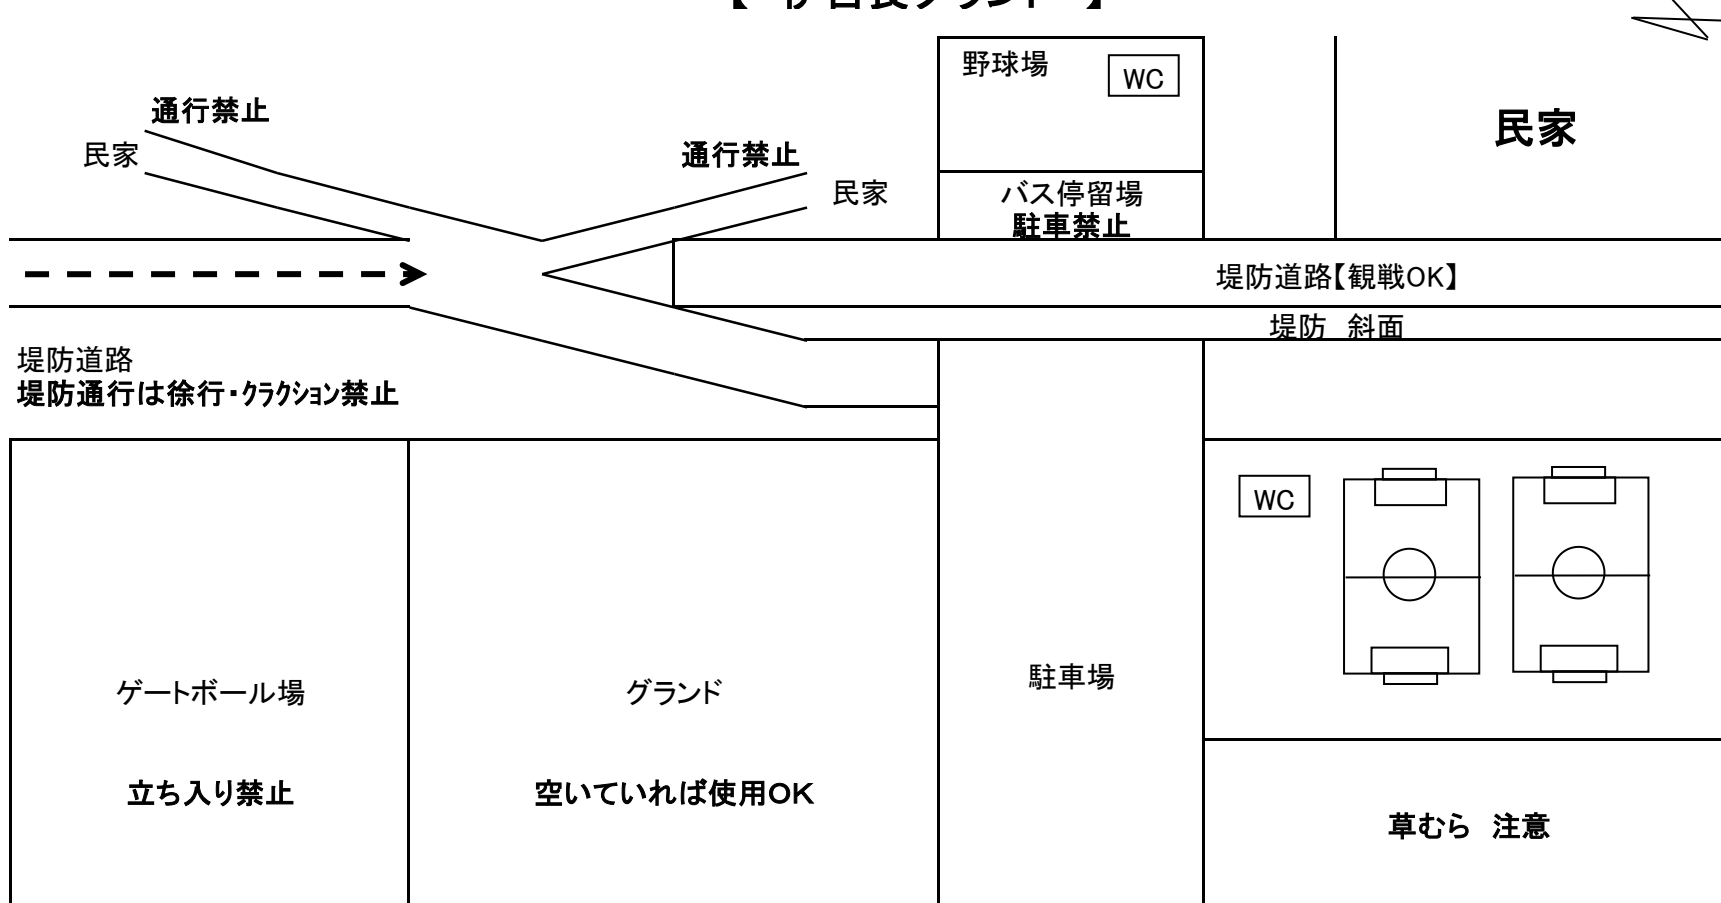 野球場
WC
通行禁止
民家
民家
通行禁止
民家
バス停留場
駐車禁止
堤防道路【観戦OK】
堤防 斜面
堤防道路
堤防通行は徐行・ｸﾗｸｼｮﾝ禁止
WC
ゲートボール場
グランド
駐車場
立ち入り禁止
空いていれば使用OK
草むら 注意